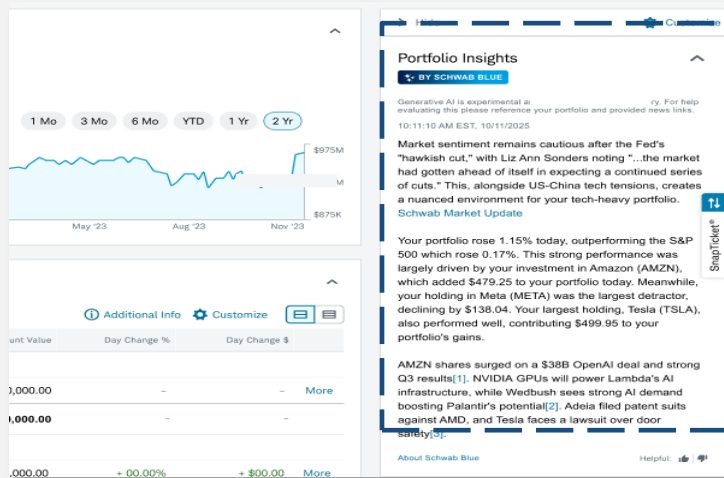 1 Mo 3 Mo 6 Mo YTD 1 Yr 2 Yr
$975M
M
$875K
May '23 Aug '23 Nov '23
Additional Info Customize
unt Value Day Change % Day Change $
0,000.00 – – More
0,000.00 – –
,000.00 + 00.00% + $00.00 More
Hide Customize
Portfolio Insights
BY SCHWAB BLUE
Generative AI is experimental a ry. For help
evaluating this please reference your portfolio and provided news links.
10:11:10 AM EST, 10/11/2025
Market sentiment remains cautious after the Fed's
"hawkish cut," with Liz Ann Sonders noting "...the market
had gotten ahead of itself in expecting a continued series
of cuts." This, alongside US-China tech tensions, creates
a nuanced environment for your tech-heavy portfolio.
Schwab Market Update
Your portfolio rose 1.15% today, outperforming the S&P
500 which rose 0.17%. This strong performance was
largely driven by your investment in Amazon (AMZN),
which added $479.25 to your portfolio today. Meanwhile,
your holding in Meta (META) was the largest detractor,
declining by $138.04. Your largest holding, Tesla (TSLA),
also performed well, contributing $499.95 to your
portfolio's gains.
AMZN shares surged on a $38B OpenAI deal and strong
Q3 results[1]. NVIDIA GPUs will power Lambda's AI
infrastructure, while Wedbush sees strong AI demand
boosting Palantir's potential[2]. Adeia filed patent suits
against AMD, and Tesla faces a lawsuit over door
safety[3].
About Schwab Blue Helpful:
SnapTicket®